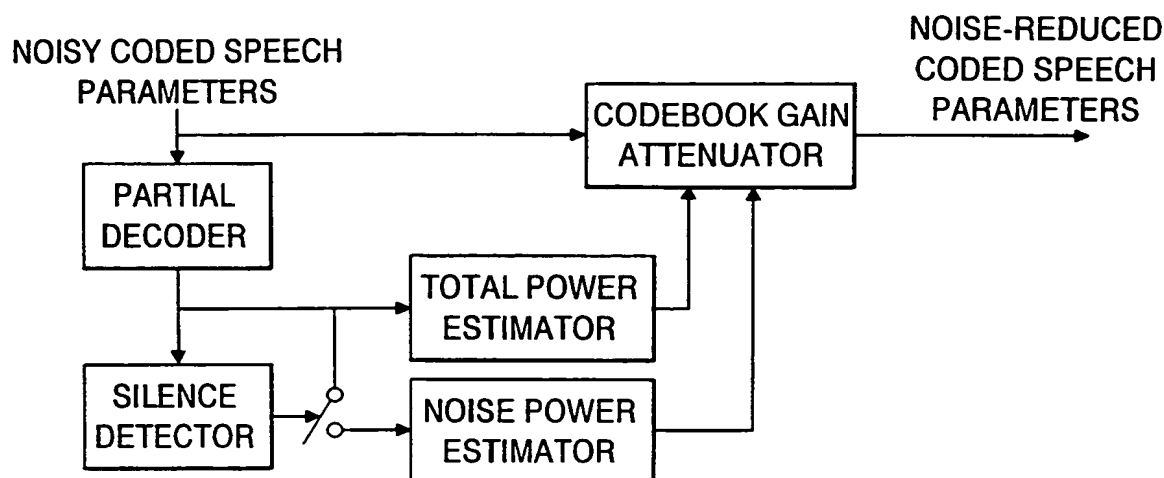 NOISY CODED SPEECH
PARAMETERS
NOISE-REDUCED
CODED SPEECH
PARAMETERS
CODEBOOK GAIN
ATTENUATOR
PARTIAL
DECODER
TOTAL POWER
ESTIMATOR
SILENCE
DETECTOR
NOISE POWER
ESTIMATOR